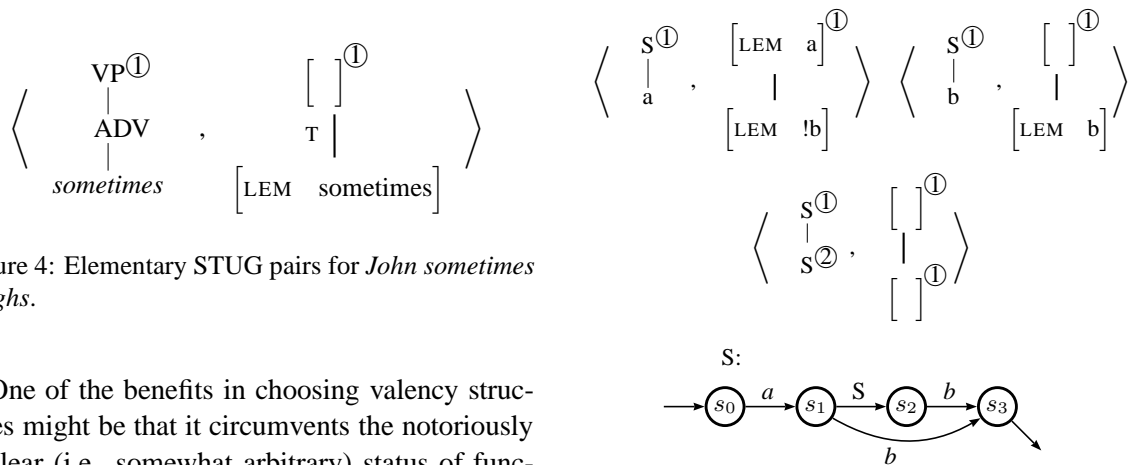 VP① [ ]①
ADV , T
sometimes [LEM sometimes]
ure 4: Elementary STUG pairs for John sometimes
ghs.
One of the benefits in choosing valency struc-
es might be that it circumvents the notoriously
lear (i.e., somewhat arbitrary) status of func-
S① , [LEM a]① S① , [ ]①
a [LEM !b] b [LEM b]
S① , [ ]①
S② [ ]①
S:
s0 a s1 S s2 b s3
b